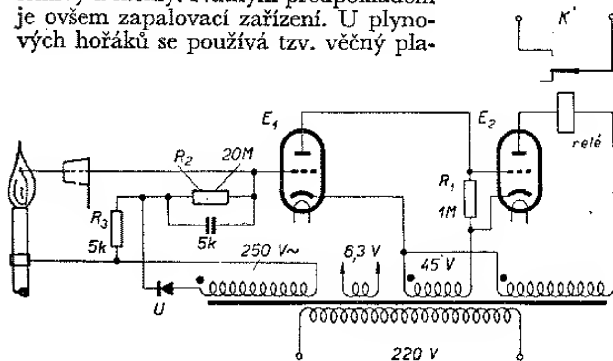 je ovšem zapalovací zařízení. U plyno-
vých hořáků se používá tzv. věčný pla-
K'
E₁
E₂
relé
R₂
20M
R₁
1M
R₃
5k
5k
250 V~
6,3 V
45 V
U
220 V